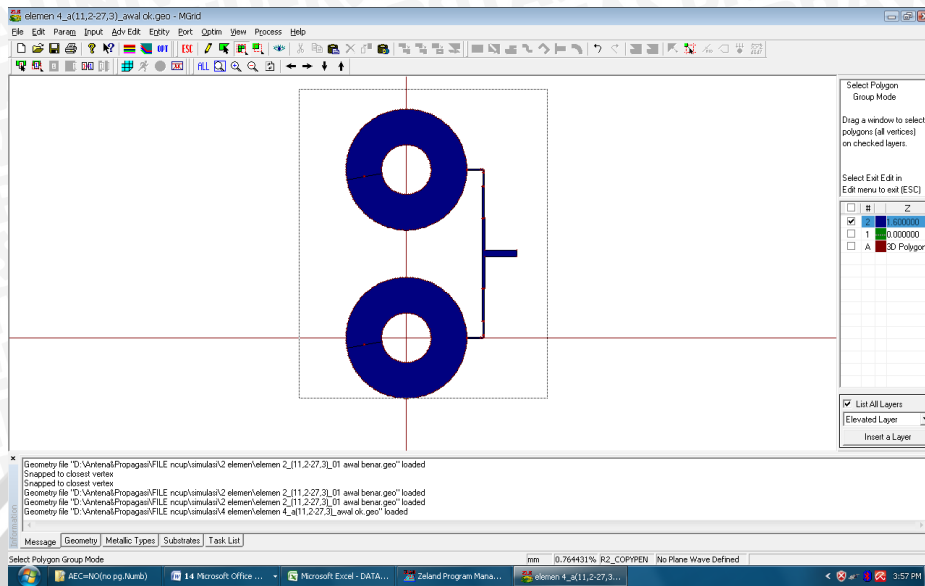 elemen 4_a(11,2-27,3)_awal ok.geo - MGrid
File Edit Param Input Adv Edit Entity Port Optim View Process Help
ESC
ALL
Select Polygon
Group Mode
Drag a window to select
polygons (all vertices)
on checked layers.
Select Exit Edit in
Edit menu to exit (ESC)
# Z
2 1.600000
1 0.000000
A 3D Polygon
List All Layers
Elevated Layer
Insert a Layer
Geometry file "D:\Antena&Propagasi\FILE ncup\simulasi\2 elemen\elemen 2_(11,2-27,3)_01 awal benar.geo" loaded
Snapped to closest vertex
Snapped to closest vertex
Geometry file "D:\Antena&Propagasi\FILE ncup\simulasi\2 elemen\elemen 2_(11,2-27,3)_01 awal benar.geo" loaded
Geometry file "D:\Antena&Propagasi\FILE ncup\simulasi\2 elemen\elemen 2_(11,2-27,3)_01 awal benar.geo" loaded
Geometry file "D:\Antena&Propagasi\FILE ncup\simulasi\4 elemen\elemen 4_a(11,2-27,3)_awal ok.geo" loaded
Information
Message Geometry Metallic Types Substrates Task List
Select Polygon Group Mode mm 0.764431% R2_COPYPEN No Plane Wave Defined
AEC=NO(no pg.Numb) 14 Microsoft Office ... Microsoft Excel - DATA... Zeland Program Mana... elemen 4_a(11,2-27,3... 3:57 PM